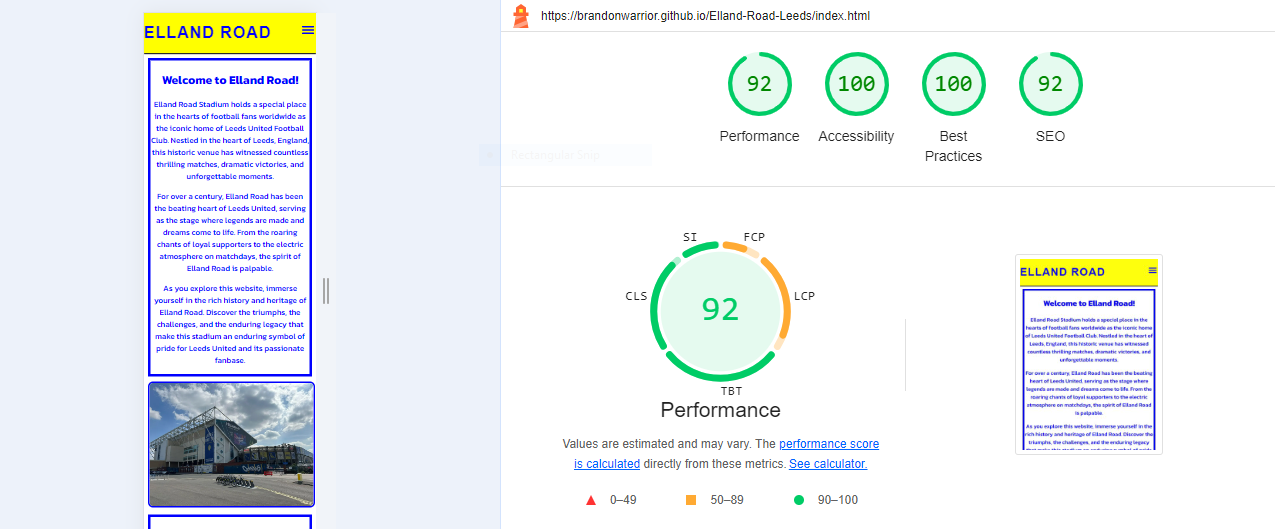 ELLAND ROAD
Welcome to Elland Road!
Elland Road Stadium holds a special place
in the hearts of football fans worldwide as
the iconic home of Leeds United Football
Club. Nestled in the heart of Leeds, England,
this historic venue has witnessed countless
thrilling matches, dramatic victories, and
unforgettable moments.
For over a century, Elland Road has been
the beating heart of Leeds United, serving
as the stage where legends are made and
dreams come to life. From the roaring
chants of loyal supporters to the electric
atmosphere on matchdays, the spirit of
Elland Road is palpable.
As you explore this website, immerse
yourself in the rich history and heritage of
Elland Road. Discover the triumphs, the
challenges, and the enduring legacy that
make this stadium an enduring symbol of
pride for Leeds United and its passionate
fanbase.
Rectangular Snip
https://brandonwarrior.github.io/Elland-Road-Leeds/index.html
92 100 100 92
Performance Accessibility Best Practices SEO
SI FCP
CLS LCP
92
TBT
Performance
Values are estimated and may vary. The performance score
is calculated directly from these metrics. See calculator.
0–49 50–89 90–100
ELLAND ROAD
Welcome to Elland Road!
Elland Road Stadium holds a special place in the
hearts of football fans worldwide as the iconic home
of Leeds United Football Club. Nestled in the heart of
Leeds, England, this historic venue has witnessed
countless thrilling matches, dramatic victories, and
unforgettable moments.
For over a century, Elland Road has been the beating
heart of Leeds United, serving as the stage where
legends are made and dreams come to life. From the
roaring chants of loyal supporters to the electric
atmosphere on matchdays, the spirit of Elland Road
is palpable.
As you explore this website, immerse yourself in the
rich history and heritage of Elland Road. Discover the
triumphs, the challenges, and the enduring legacy